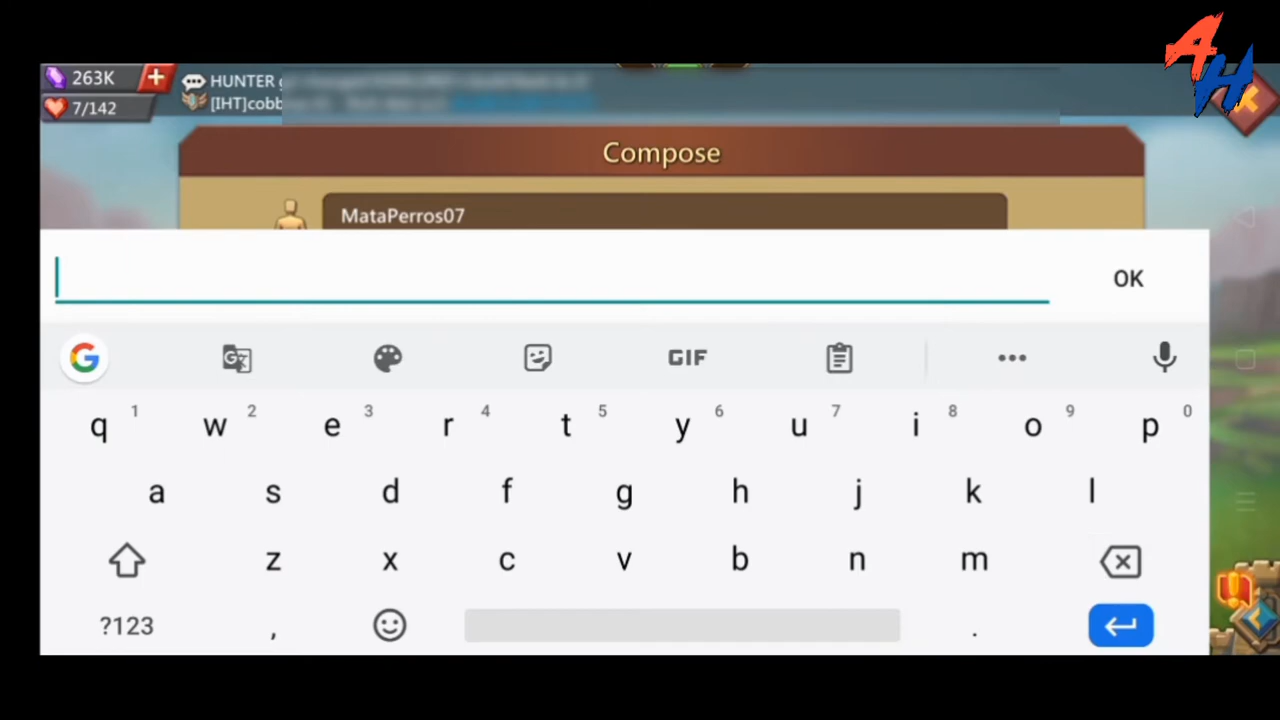 AH
263K
HUNTER
7/142
[IHT]cobb
Compose
MataPerros07
OK
G
GIF
q 1 w 2 e 3 r 4 t 5 y 6 u 7 i 8 o 9 p 0
a s d f g h j k l
z x c v b n m
?123 , .